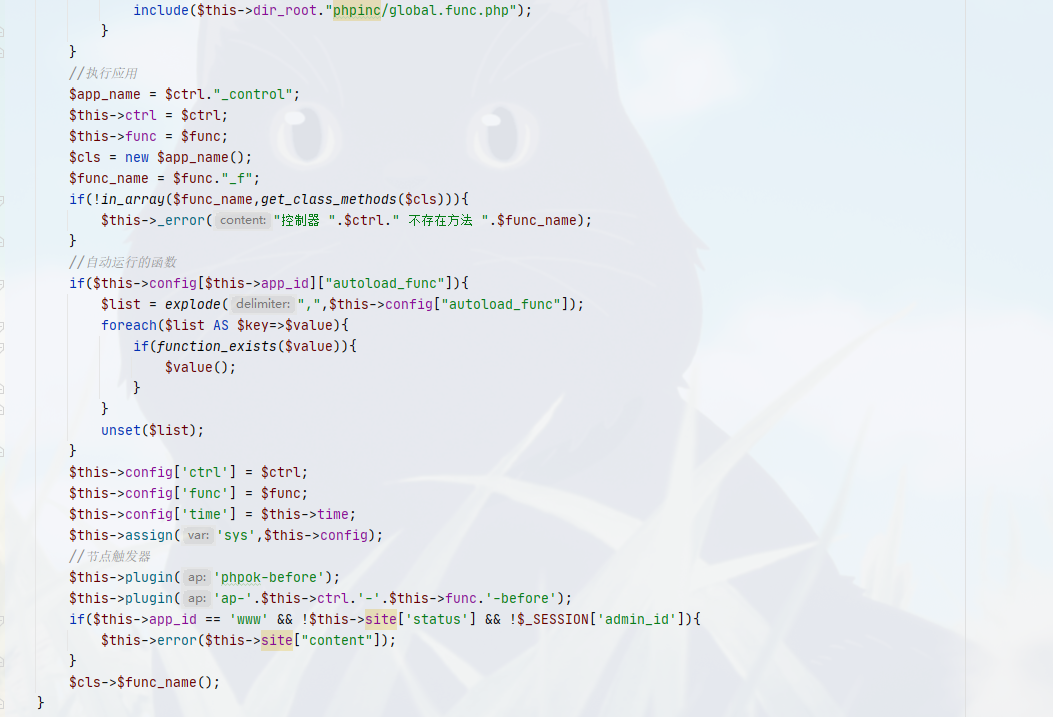 include($this->dir_root."phpinc/global.func.php");
}
}
//执行应用
$app_name = $ctrl."_control";
$this->ctrl = $ctrl;
$this->func = $func;
$cls = new $app_name();
$func_name = $func."_f";
if(!in_array($func_name,get_class_methods($cls))){
$this->_error( content: "控制器 ".$ctrl." 不存在方法 ".$func_name);
}
//自动运行的函数
if($this->config[$this->app_id]["autoload_func"]){
$list = explode( delimiter: ",",$this->config["autoload_func"]);
foreach($list AS $key=>$value){
if(function_exists($value)){
$value();
}
}
unset($list);
}
$this->config['ctrl'] = $ctrl;
$this->config['func'] = $func;
$this->config['time'] = $this->time;
$this->assign( var: 'sys',$this->config);
//节点触发器
$this->plugin( ap: 'phpok-before');
$this->plugin( ap: 'ap-'.$this->ctrl.'-'.$this->func.'-before');
if($this->app_id == 'www' && !$this->site['status'] && !$_SESSION['admin_id']){
$this->error($this->site["content"]);
}
$cls->$func_name();
}